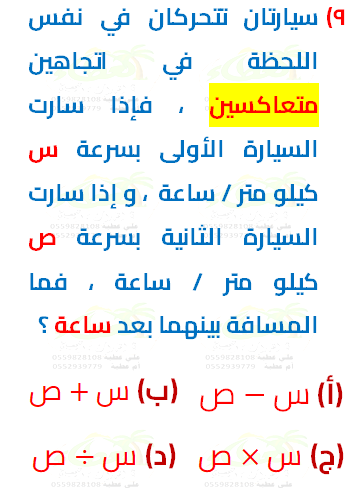 ٩) سيارتان تتحركان في نفس
اللحظة في اتجاهين
متعاكسين ، فإذا سارت
السيارة الأولى بسرعة س
كيلو متر / ساعة ، و إذا سارت
السيارة الثانية بسرعة ص
كيلو متر / ساعة ، فما
المسافة بينهما بعد ساعة ؟
(أ) س − ص (ب) س + ص
(ج) س × ص (د) س ÷ ص